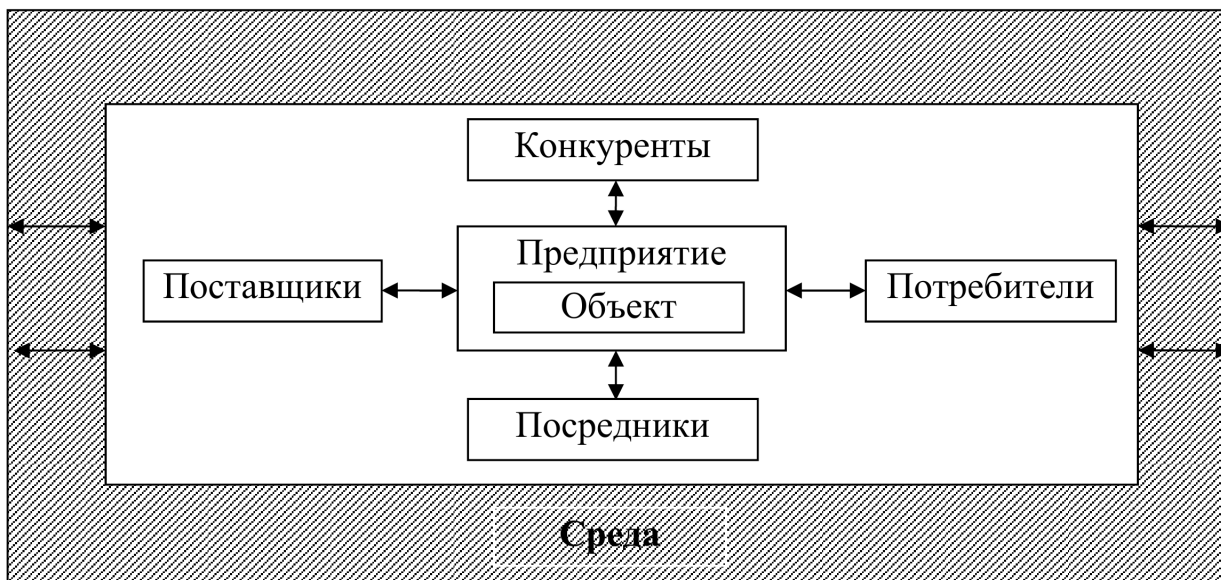 Конкуренты
Предприятие
Поставщики
Объект
Потребители
Посредники
Среда